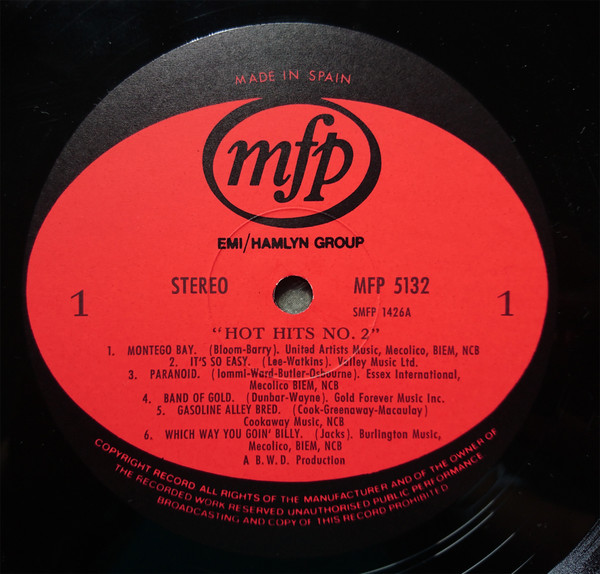 MADE IN SPAIN
mfp
EMI/HAMLYN GROUP
STEREO MFP 5132
SMFP 1426A
1 1
"HOT HITS NO. 2"
1. MONTEGO BAY. (Bloom-Barry). United Artists Music, Mecolico, BIEM, NCB
2. IT'S SO EASY. (Lee-Watkins). Valley Music Ltd.
3. PARANOID. (Iommi-Ward-Butler-Osbourne). Essex International,
Mecolico BIEM, NCB
4. BAND OF GOLD. (Dunbar-Wayne). Gold Forever Music Inc.
5. GASOLINE ALLEY BRED. (Cook-Greenaway-Macaulay)
Cookaway Music, NCB
6. WHICH WAY YOU GOIN' BILLY. (Jacks). Burlington Music,
Mecolico, BIEM, NCB
A B.W.D. Production
COPYRIGHT RECORD ALL RIGHTS OF THE MANUFACTURER AND OF THE OWNER OF
THE RECORDED WORK RESERVED UNAUTHORISED PUBLIC PERFORMANCE
BROADCASTING AND COPY OF THIS RECORD PROHIBITED